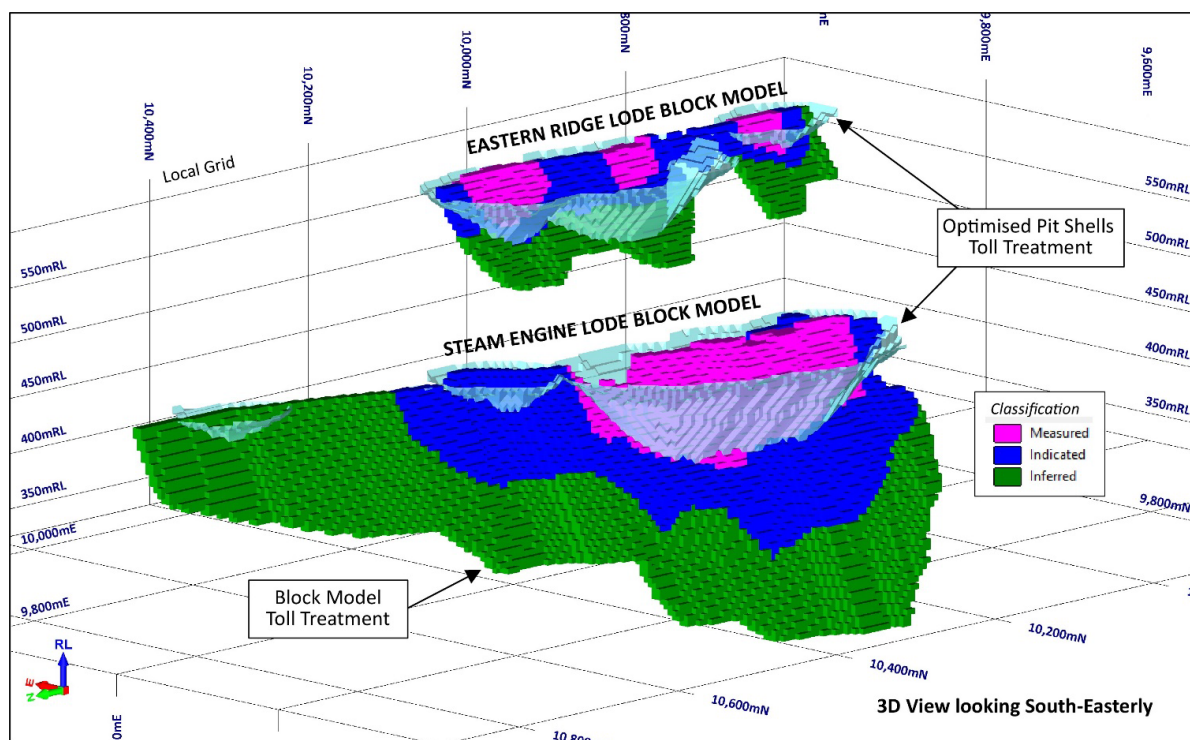 10,400mN
10,200mN
10,000mN
9,800mE
9,600mE
Local Grid
EASTERN RIDGE LODE BLOCK MODEL
550mRL
500mRL
450mRL
400mRL
350mRL
Optimised Pit Shells
Toll Treatment
550mRL
500mRL
450mRL
400mRL
350mRL
STEAM ENGINE LODE BLOCK MODEL
Classification
Measured
Indicated
Inferred
10,000mE
9,800mE
9,800mE
Block Model
Toll Treatment
RL
E
N
10,200mN
10,400mN
10,600mN
3D View looking South-Easterly